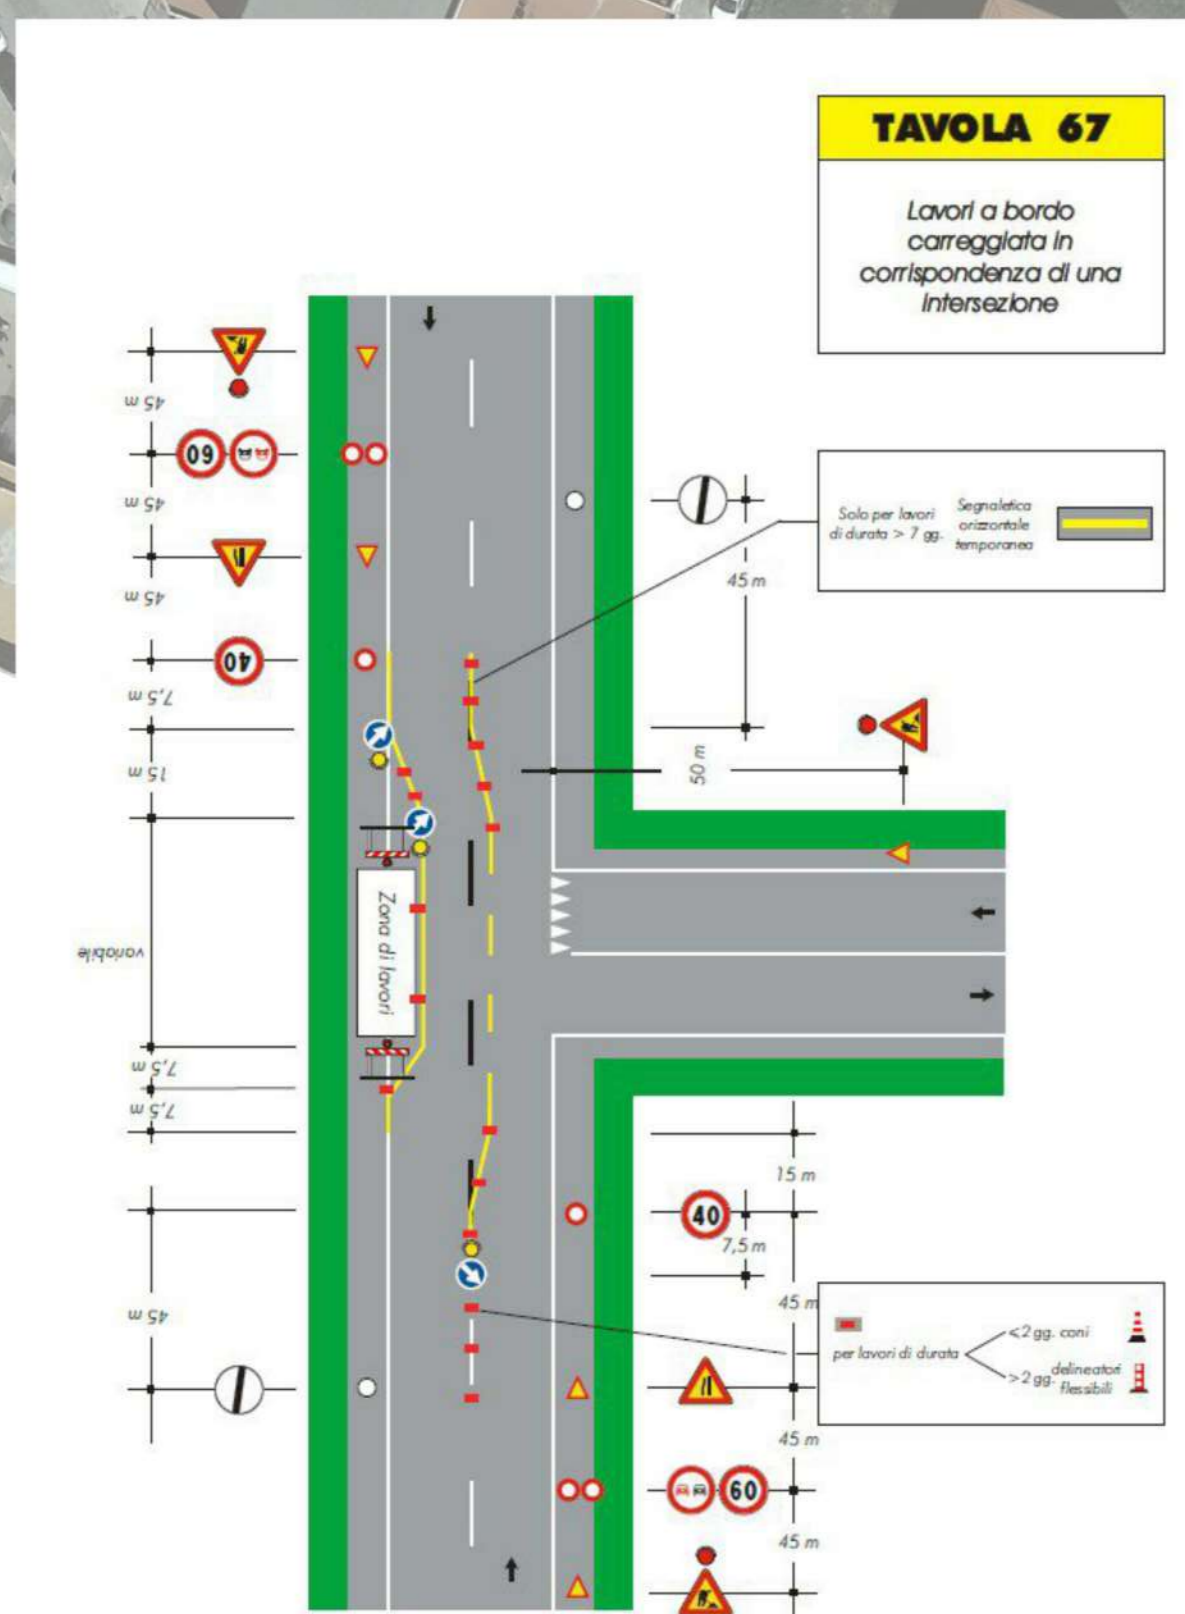 TAVOLA 67
Lavori a bordo
carreggiata in
corrispondenza di una
intersezione
45 m
60
45 m
45 m
40
7,5 m
15 m
variabile
7,5 m
7,5 m
45 m
Zona di lavori
Solo per lavori
di durata > 7 gg.
Segnaletica
orizzontale
temporanea
45 m
50 m
15 m
40
7,5 m
45 m
per lavori di durata
<2 gg. coni
>2 gg. delineatori
flessibili
45 m
60
45 m